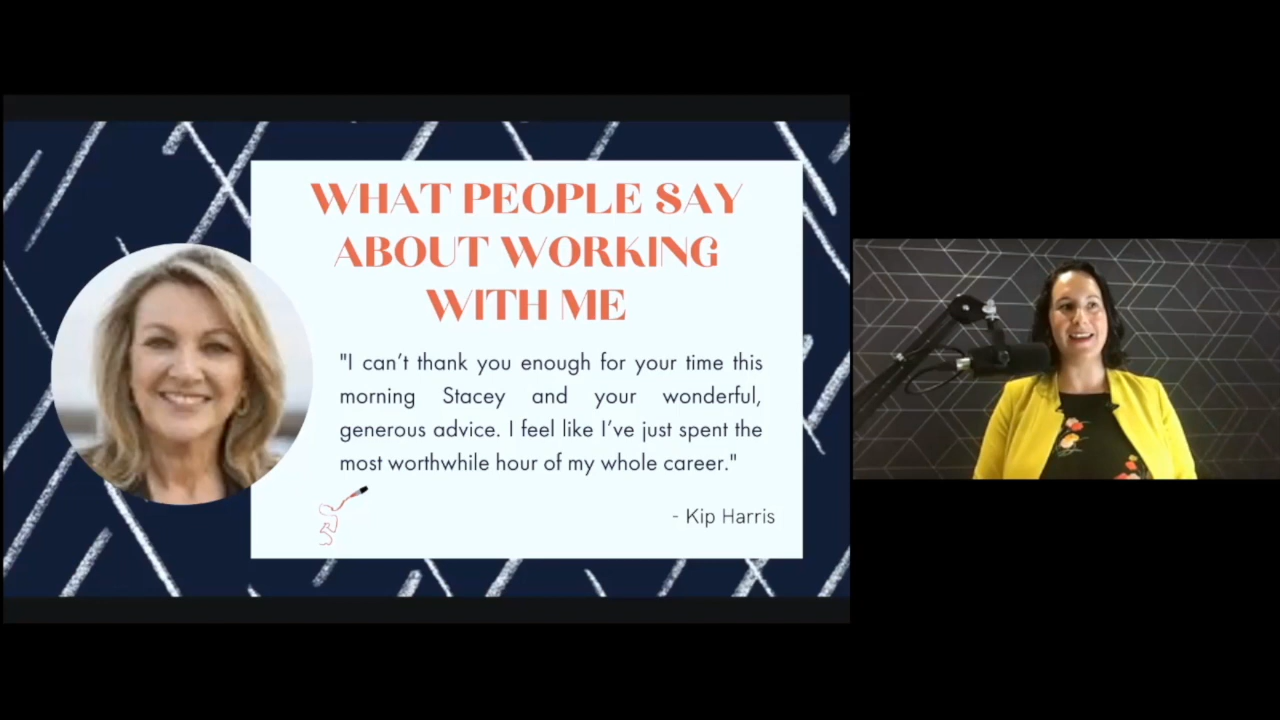 WHAT PEOPLE SAY
ABOUT WORKING
WITH ME
"I can't thank you enough for your time this
morning Stacey and your wonderful,
generous advice. I feel like I've just spent the
most worthwhile hour of my whole career."
- Kip Harris